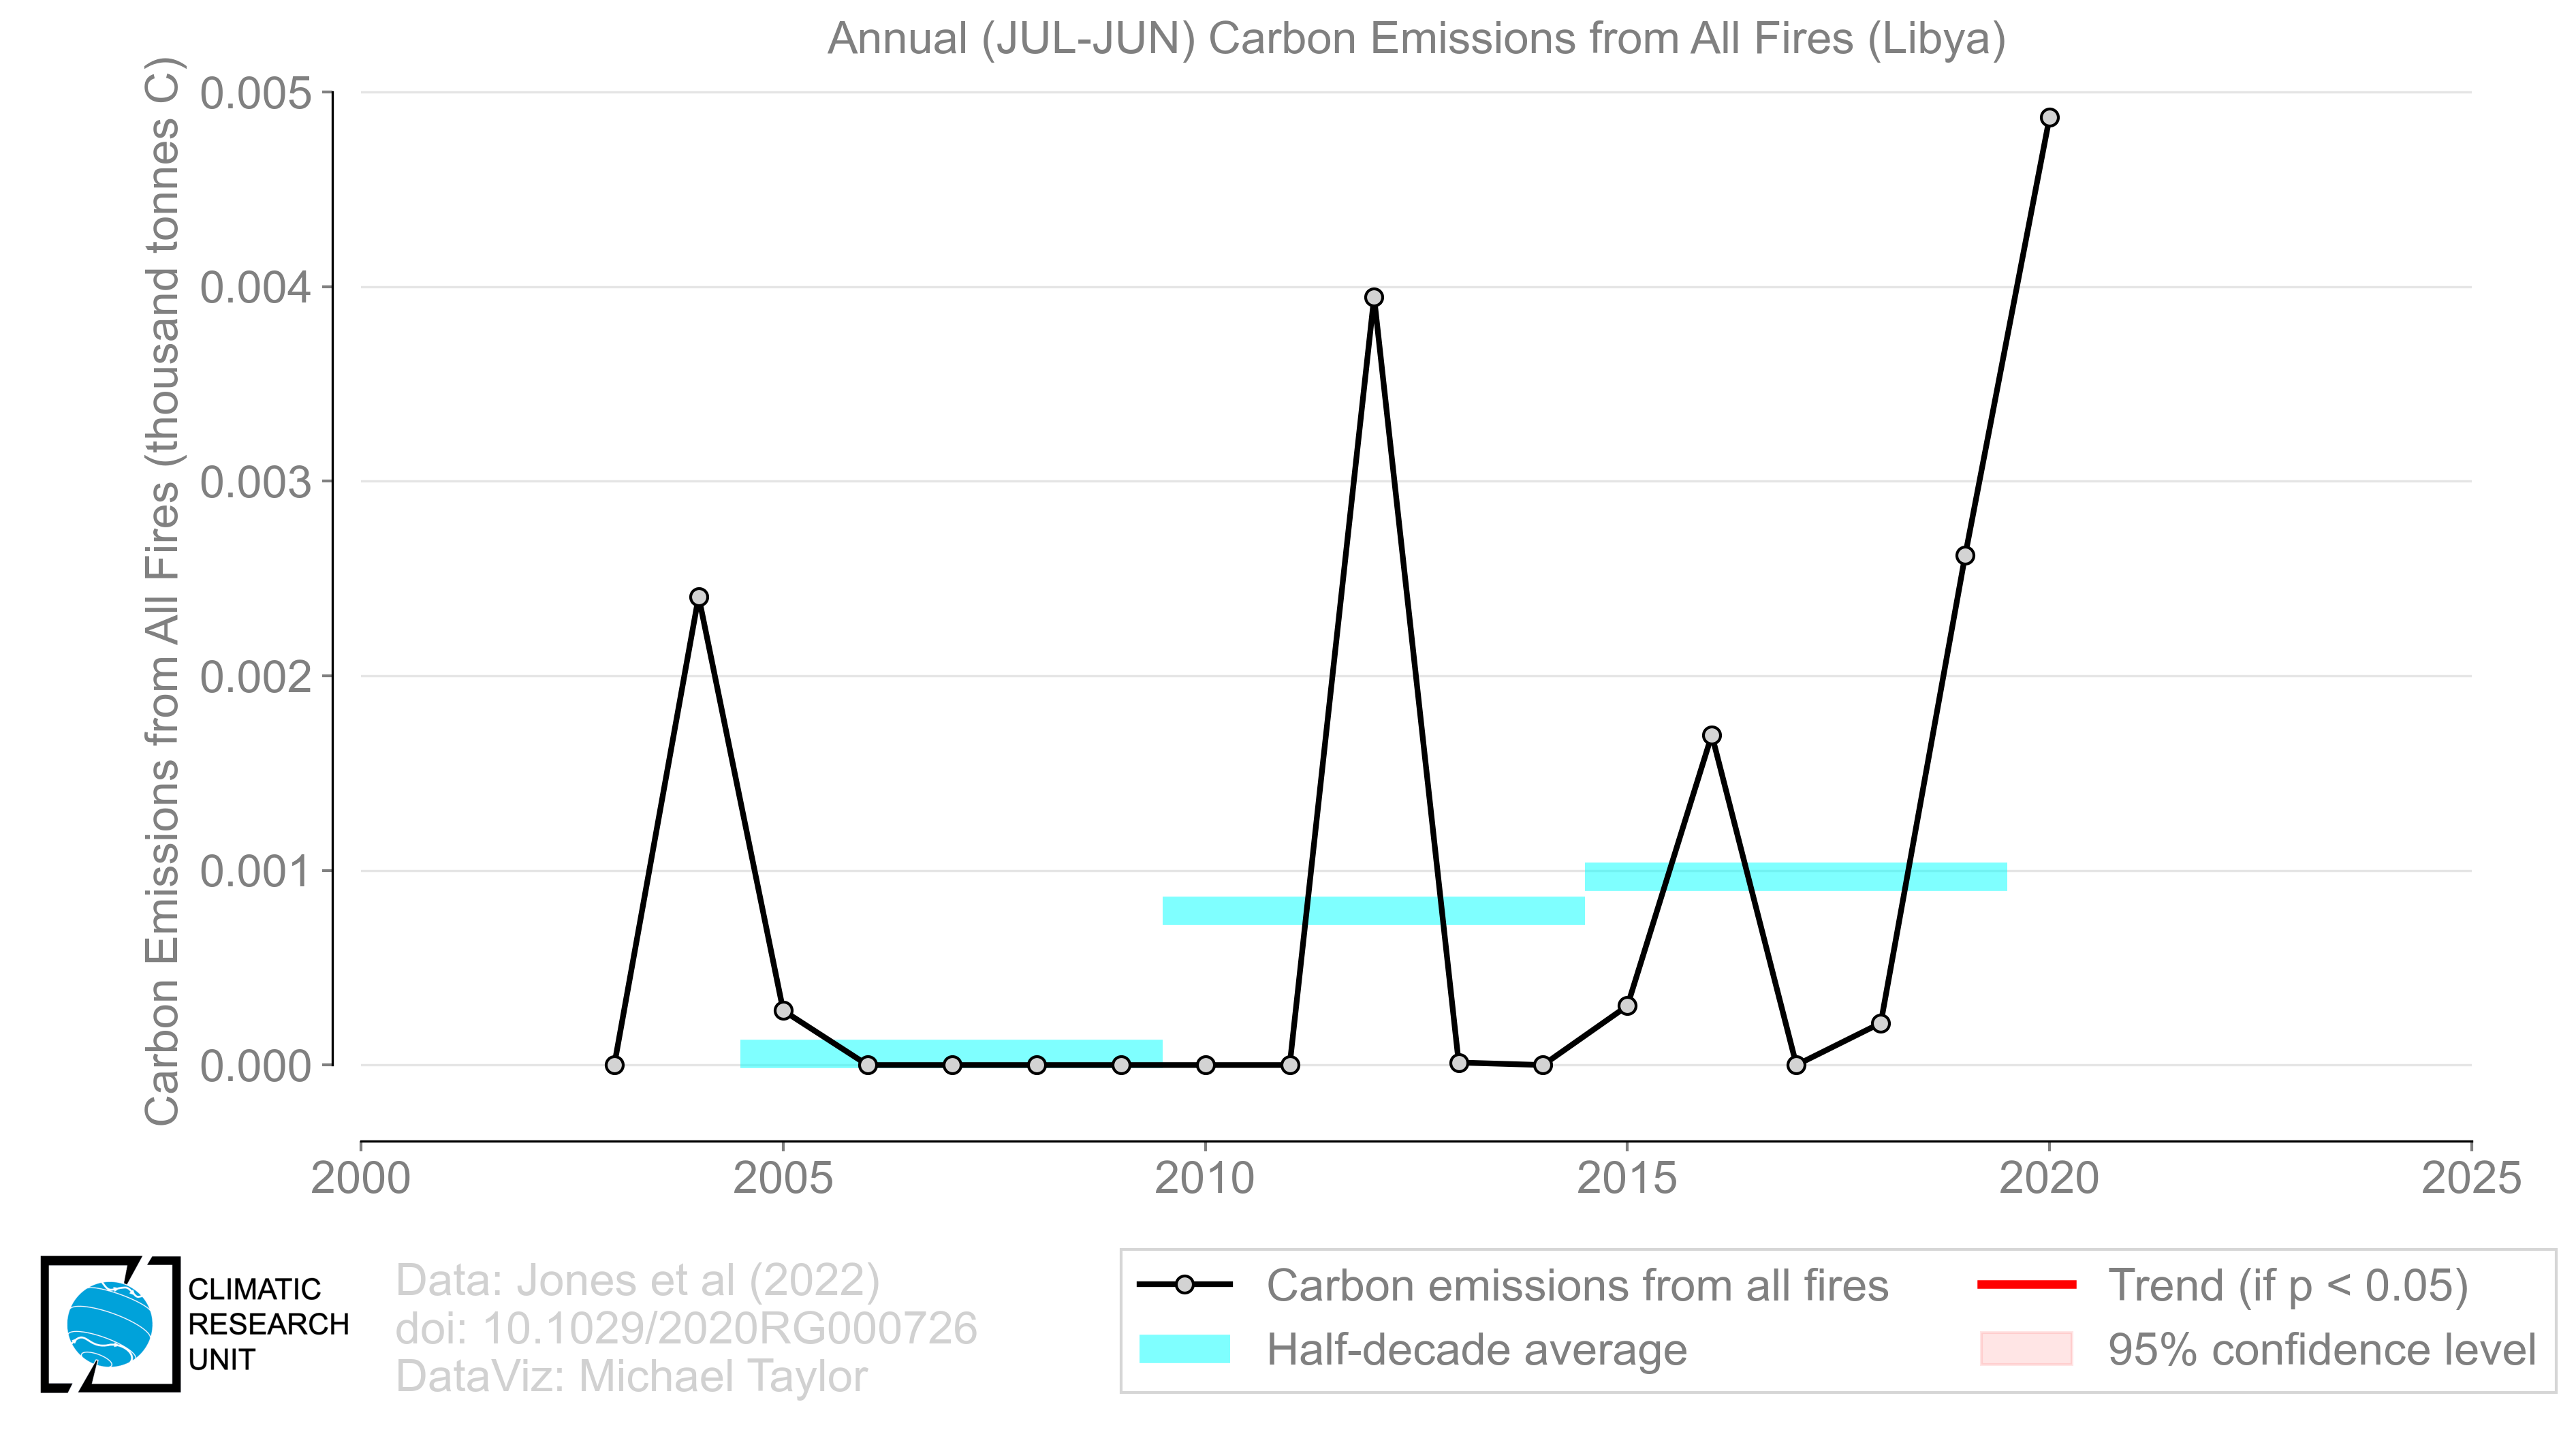 Annual (JUL-JUN) Carbon Emissions from All Fires (Libya)
Carbon Emissions from All Fires (thousand tonnes C)
0.005
0.004
0.003
0.002
0.001
0.000
2000 2005 2010 2015 2020 2025
CLIMATIC
RESEARCH
UNIT
Data: Jones et al (2022)
doi: 10.1029/2020RG000726
DataViz: Michael Taylor
Carbon emissions from all fires
Half-decade average
Trend (if p < 0.05)
95% confidence level